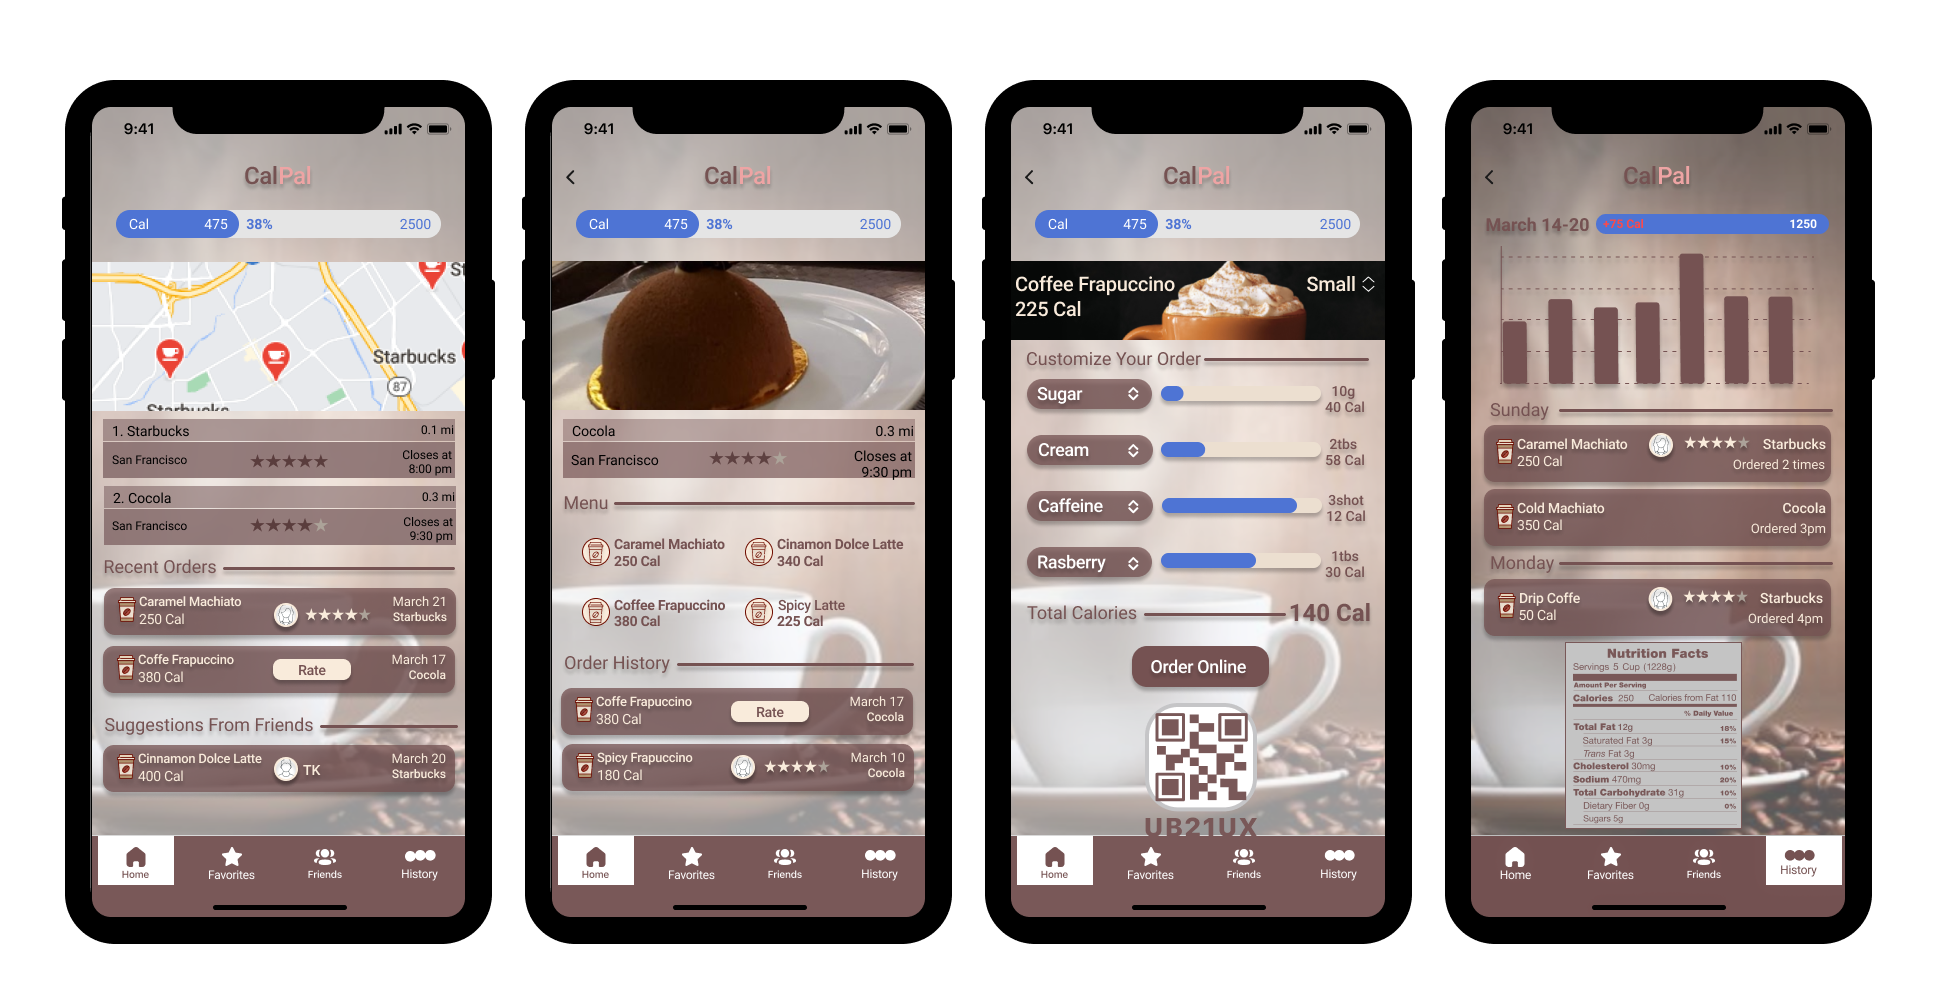 9:41
CalPal
Cal 475 38% 2500
St
Starbucks
87
Starbucks
1. Starbucks 0.1 mi
San Francisco ★★★★★ Closes at
8:00 pm
2. Cocola 0.3 mi
San Francisco ★★★★★ Closes at
9:30 pm
Recent Orders
Caramel Machiato March 21
250 Cal ★★★★★ Starbucks
Coffe Frapuccino March 17
380 Cal Rate Cocola
Suggestions From Friends
Cinnamon Dolce Latte March 20
400 Cal TK Starbucks
Home Favorites Friends History
9:41
CalPal
Cal 475 38% 2500
Cocola 0.3 mi
San Francisco ★★★★★ Closes at
9:30 pm
Menu
Caramel Machiato Cinamon Dolce Latte
250 Cal 340 Cal
Coffee Frapuccino Spicy Latte
380 Cal 225 Cal
Order History
Coffe Frapuccino March 17
380 Cal Rate Cocola
Spicy Frapuccino March 10
180 Cal ★★★★★ Cocola
Home Favorites Friends History
9:41
CalPal
Cal 475 38% 2500
Coffee Frapuccino Small
225 Cal
Customize Your Order
Sugar 10g
40 Cal
Cream 2tbs
58 Cal
Caffeine 3shot
12 Cal
Rasberry 1tbs
30 Cal
Total Calories 140 Cal
Order Online
UB21UX
Home Favorites Friends History
9:41
CalPal
March 14-20 +75 Cal 1250
Sunday
Caramel Machiato ★★★★★ Starbucks
250 Cal Ordered 2 times
Cold Machiato Cocola
350 Cal Ordered 3pm
Monday
Drip Coffe ★★★★★ Starbucks
50 Cal Ordered 4pm
Nutrition Facts
Servings 5 Cup (1228g)
Amount Per Serving
Calories 250 Calories from Fat 110
% Daily Value
Total Fat 12g 18%
Saturated Fat 3g 15%
Trans Fat 3g
Cholesterol 30mg 10%
Sodium 470mg 20%
Total Carbohydrate 31g 10%
Dietary Fiber 0g 0%
Sugars 5g
Home Favorites Friends History